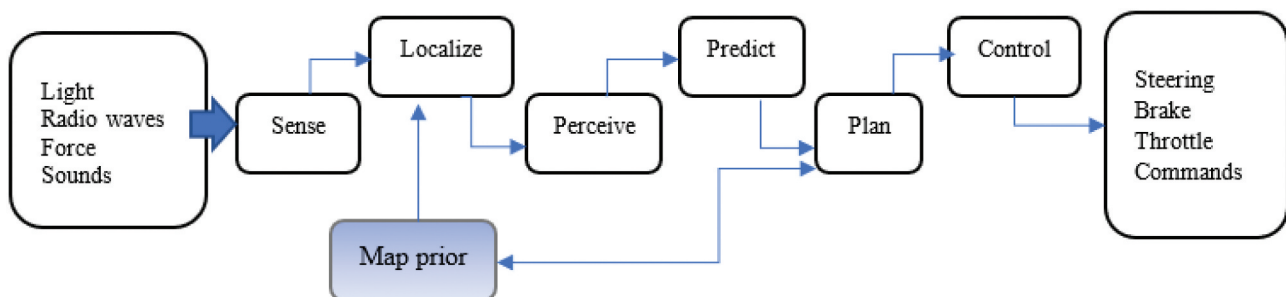 Light
Radio waves
Force
Sounds
Sense
Localize
Perceive
Predict
Plan
Control
Steering
Brake
Throttle
Commands
Map prior